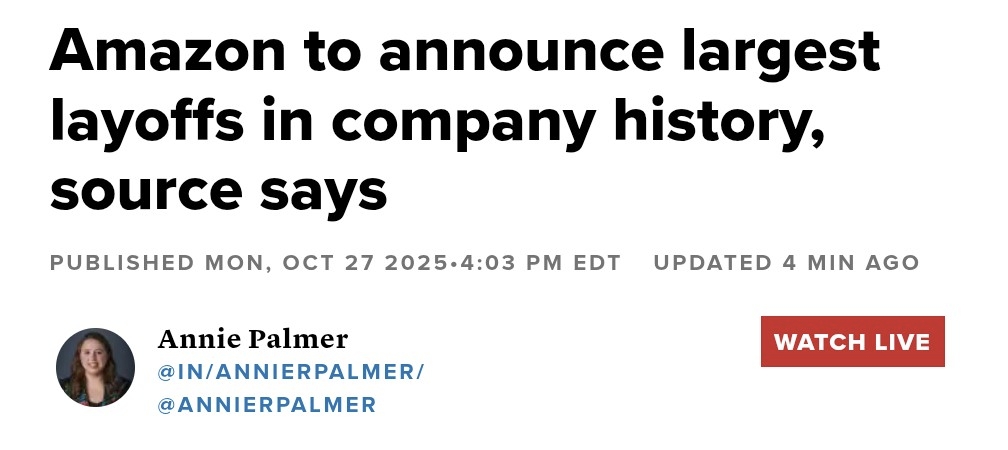 Amazon to announce largest
layoffs in company history,
source says
PUBLISHED MON, OCT 27 2025•4:03 PM EDT UPDATED 4 MIN AGO
Annie Palmer
@IN/ANNIERPALMER/
@ANNIERPALMER
WATCH LIVE